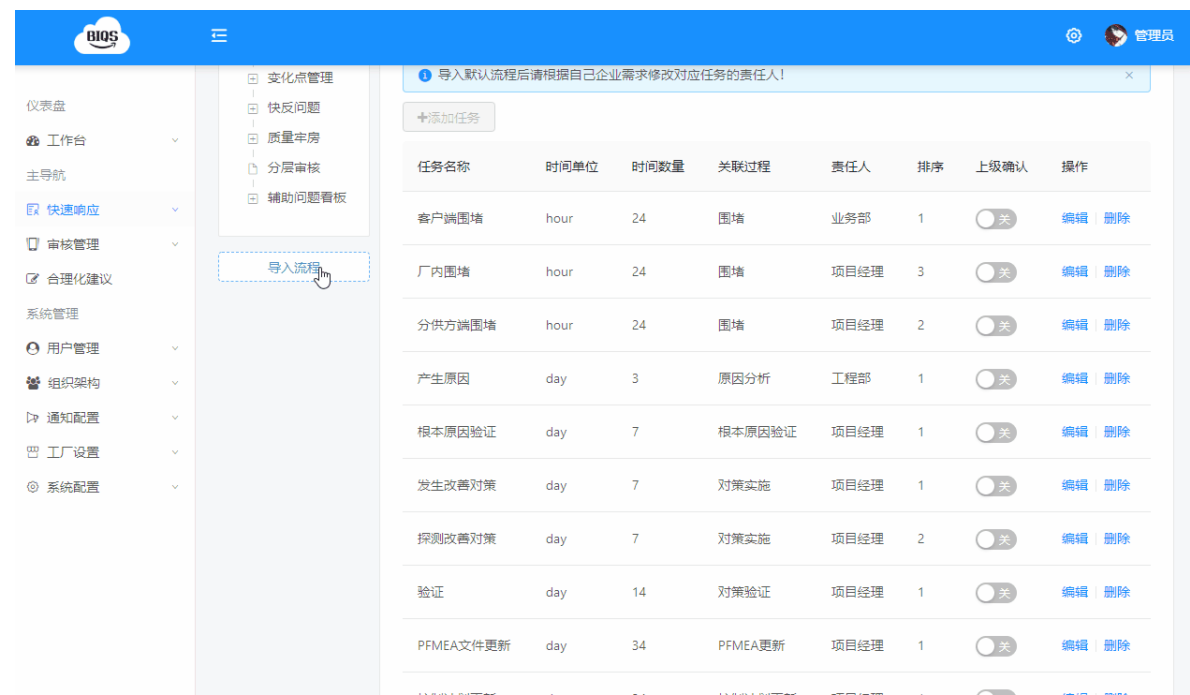 BIQS
管理员
仪表盘
工作台
主导航
快速响应
审核管理
合理化建议
系统管理
用户管理
组织架构
通知配置
工厂设置
系统配置
变化点管理
快反问题
质量牢房
分层审核
辅助问题看板
导入流程
导入默认流程后请根据自己企业需求修改对应任务的责任人！
+添加任务
任务名称 时间单位 时间数量 关联过程 责任人 排序 上级确认 操作
客户端围堵 hour 24 围堵 业务部 1 关 编辑 删除
厂内围堵 hour 24 围堵 项目经理 3 关 编辑 删除
分供方端围堵 hour 24 围堵 项目经理 2 关 编辑 删除
产生原因 day 3 原因分析 工程部 1 关 编辑 删除
根本原因验证 day 7 根本原因验证 项目经理 1 关 编辑 删除
发生改善对策 day 7 对策实施 项目经理 1 关 编辑 删除
探测改善对策 day 7 对策实施 项目经理 2 关 编辑 删除
验证 day 14 对策验证 项目经理 1 关 编辑 删除
PFMEA文件更新 day 34 PFMEA更新 项目经理 1 关 编辑 删除